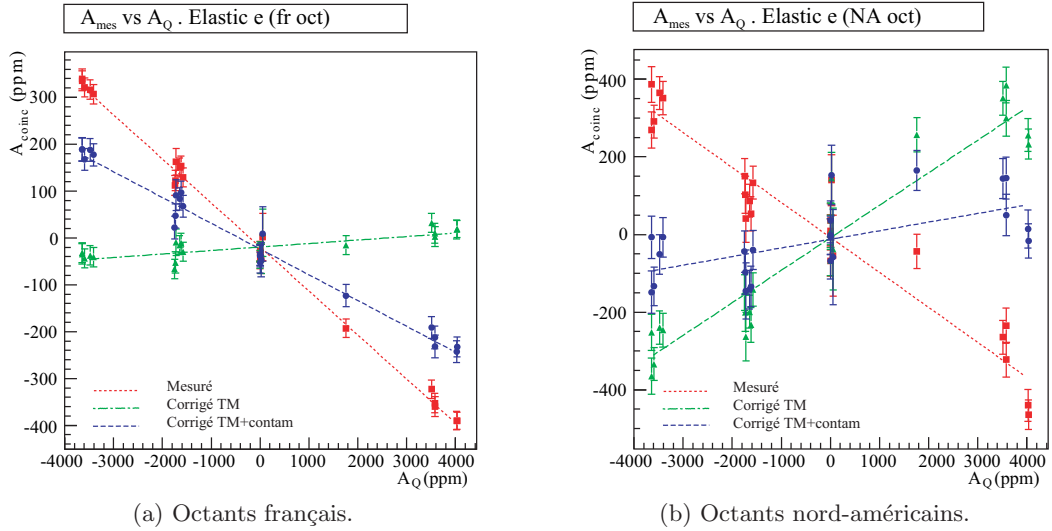 A_mes vs A_Q . Elastic e (fr oct)
A_coinc (ppm)
300
200
100
0
-100
-200
-300
-400
Mesuré
Corrigé TM
Corrigé TM+contam
-4000 -3000 -2000 -1000 0 1000 2000 3000 4000
A_Q (ppm)
(a) Octants français.
A_mes vs A_Q . Elastic e (NA oct)
A_coinc (ppm)
400
200
0
-200
-400
Mesuré
Corrigé TM
Corrigé TM+contam
-4000 -3000 -2000 -1000 0 1000 2000 3000 4000
A_Q (ppm)
(b) Octants nord-américains.